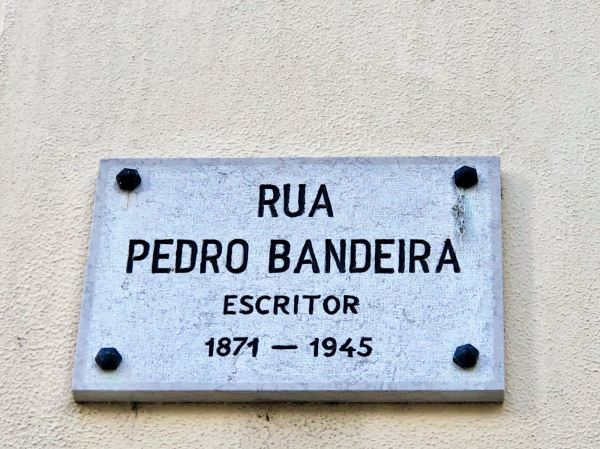 RUA
PEDRO BANDEIRA
ESCRITOR
1871 — 1945